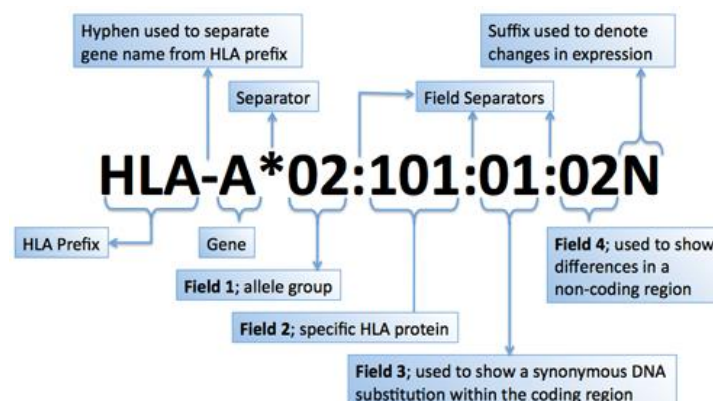 Hyphen used to separate
gene name from HLA prefix
Suffix used to denote
changes in expression
Separator
Field Separators
HLA-A*02:101:01:02N
HLA Prefix
Gene
Field 4; used to show
differences in a
non-coding region
Field 1; allele group
Field 2; specific HLA protein
Field 3; used to show a synonymous DNA
substitution within the coding region